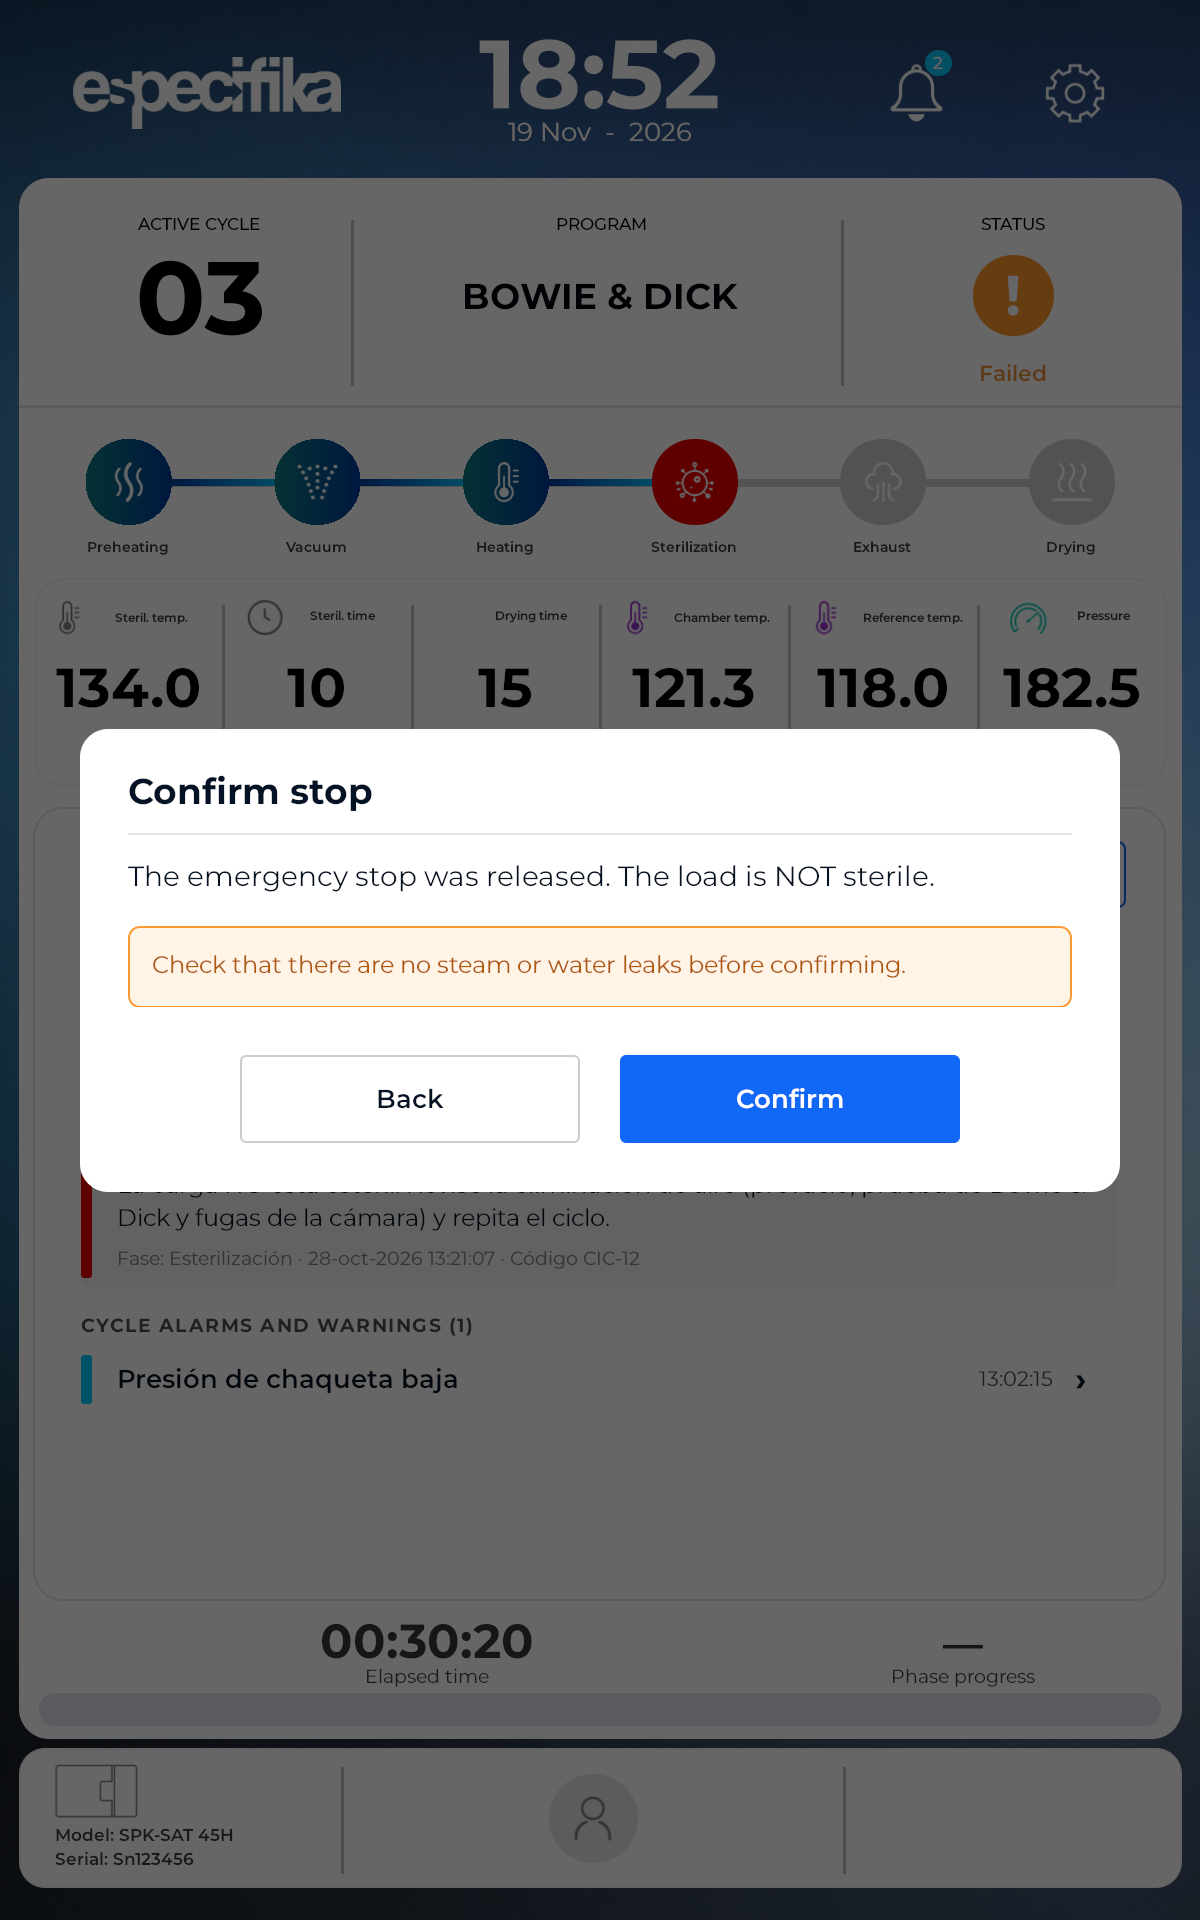 especifika
18:52
19 Nov - 2026
2
ACTIVE CYCLE
03
PROGRAM
BOWIE & DICK
STATUS
!
Failed
Preheating
Vacuum
Heating
Sterilization
Exhaust
Drying
Steril. temp.
134.0
Steril. time
10
Drying time
15
Chamber temp.
121.3
Reference temp.
118.0
Pressure
182.5
Confirm stop
The emergency stop was released. The load is NOT sterile.
Check that there are no steam or water leaks before confirming.
Back
Confirm
Dick y fugas de la cámara) y repita el ciclo.
Fase: Esterilización · 28-oct-2026 13:21:07 · Código CIC-12
CYCLE ALARMS AND WARNINGS (1)
Presión de chaqueta baja
13:02:15 ›
00:30:20
Elapsed time
—
Phase progress
Model: SPK-SAT 45H
Serial: Sn123456